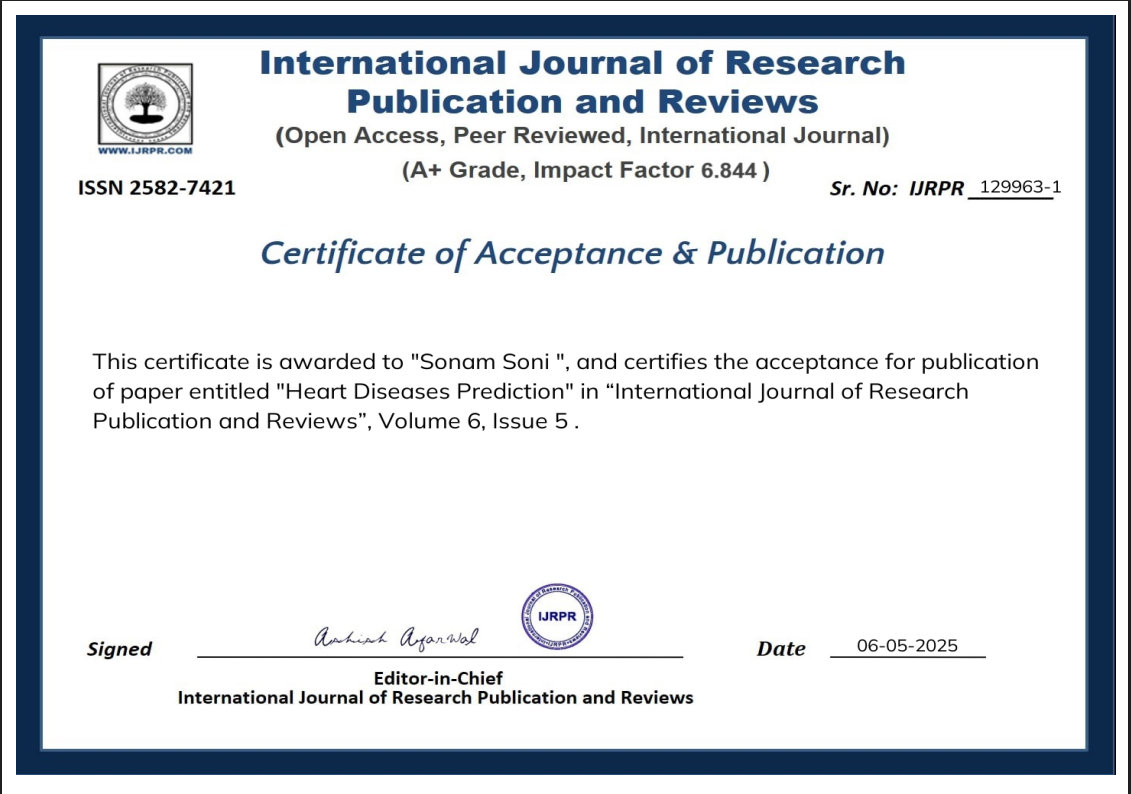 International Journal of Research
Publication and Reviews
(Open Access, Peer Reviewed, International Journal)
(A+ Grade, Impact Factor 6.844 )
WWW.IJRPR.COM
ISSN 2582-7421
Sr. No: IJRPR 129963-1
Certificate of Acceptance & Publication
This certificate is awarded to "Sonam Soni ", and certifies the acceptance for publication
of paper entitled "Heart Diseases Prediction" in “International Journal of Research
Publication and Reviews”, Volume 6, Issue 5 .
Signed
Ashish Agarwal
IJRPR
Date 06-05-2025
Editor-in-Chief
International Journal of Research Publication and Reviews